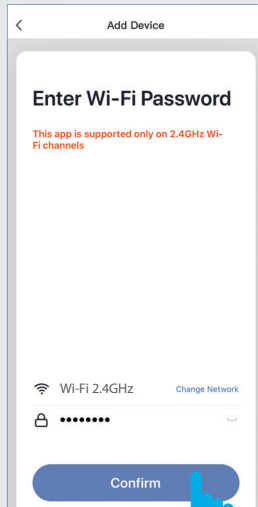 Add Device
Enter Wi-Fi Password
This app is supported only on 2.4GHz Wi-
Fi channels
Wi-Fi 2.4GHz Change Network
••••••••
Confirm